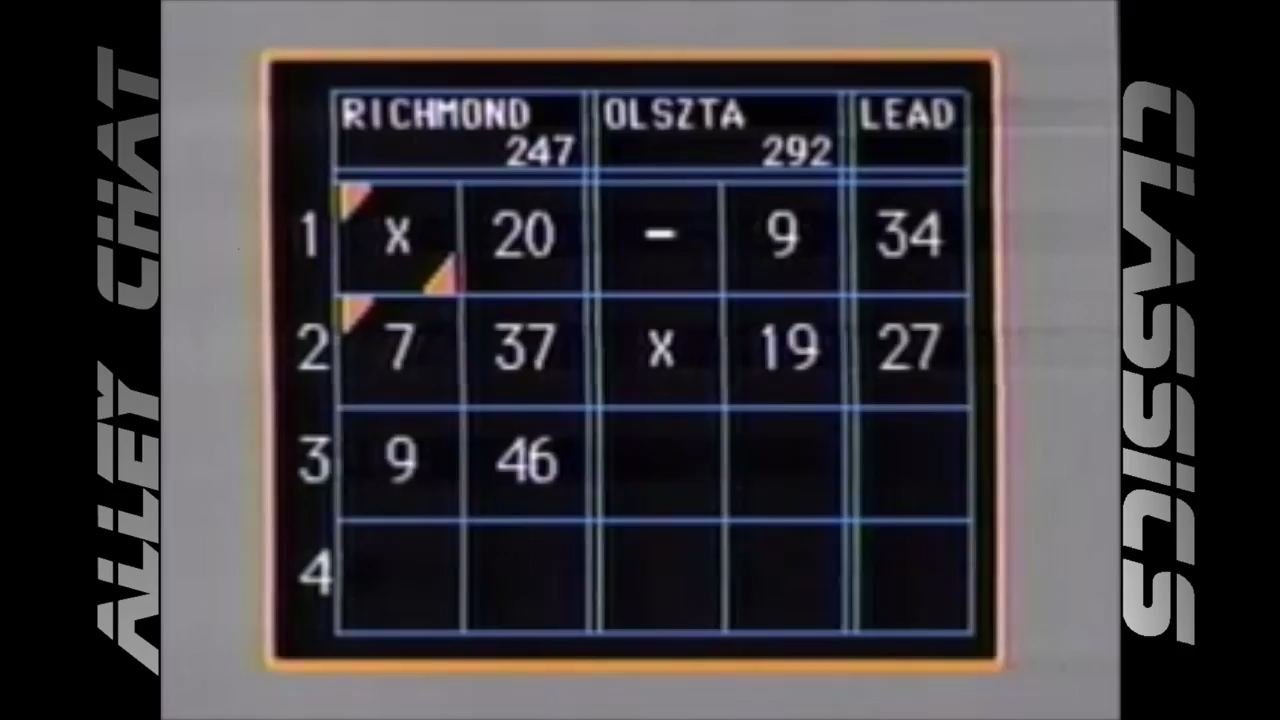 ALLEY CHAT
RICHMOND OLSZTA LEAD
247 292
1 X 20 - 9 34
2 7 37 X 19 27
3 9 46
4
CLASSICS